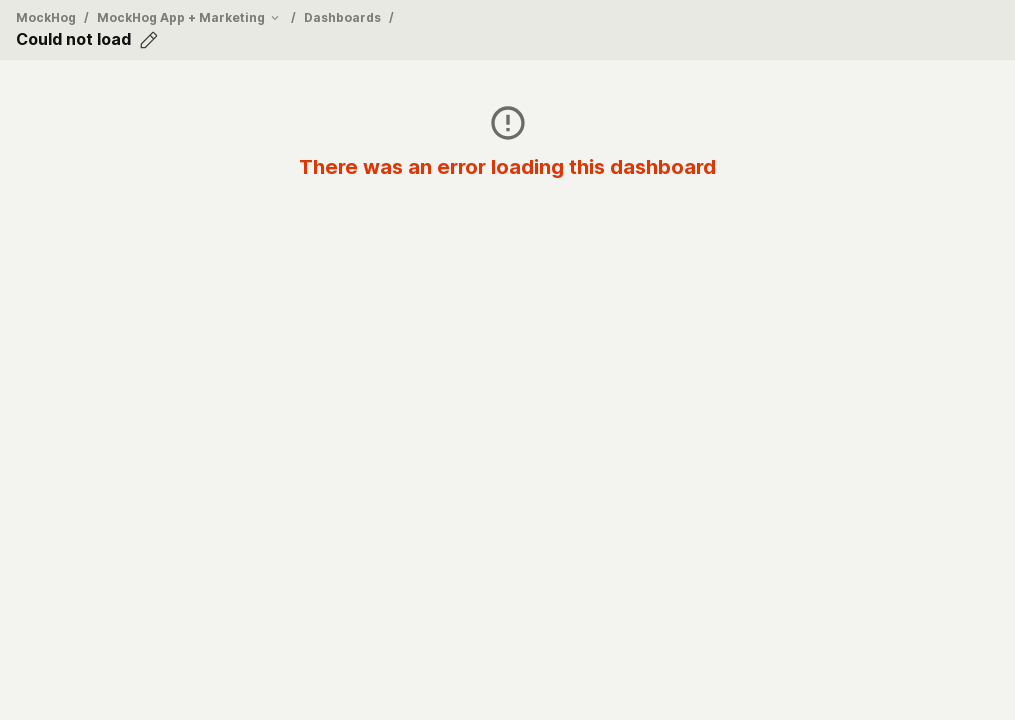 MockHog / MockHog App + Marketing / Dashboards /
Could not load
There was an error loading this dashboard